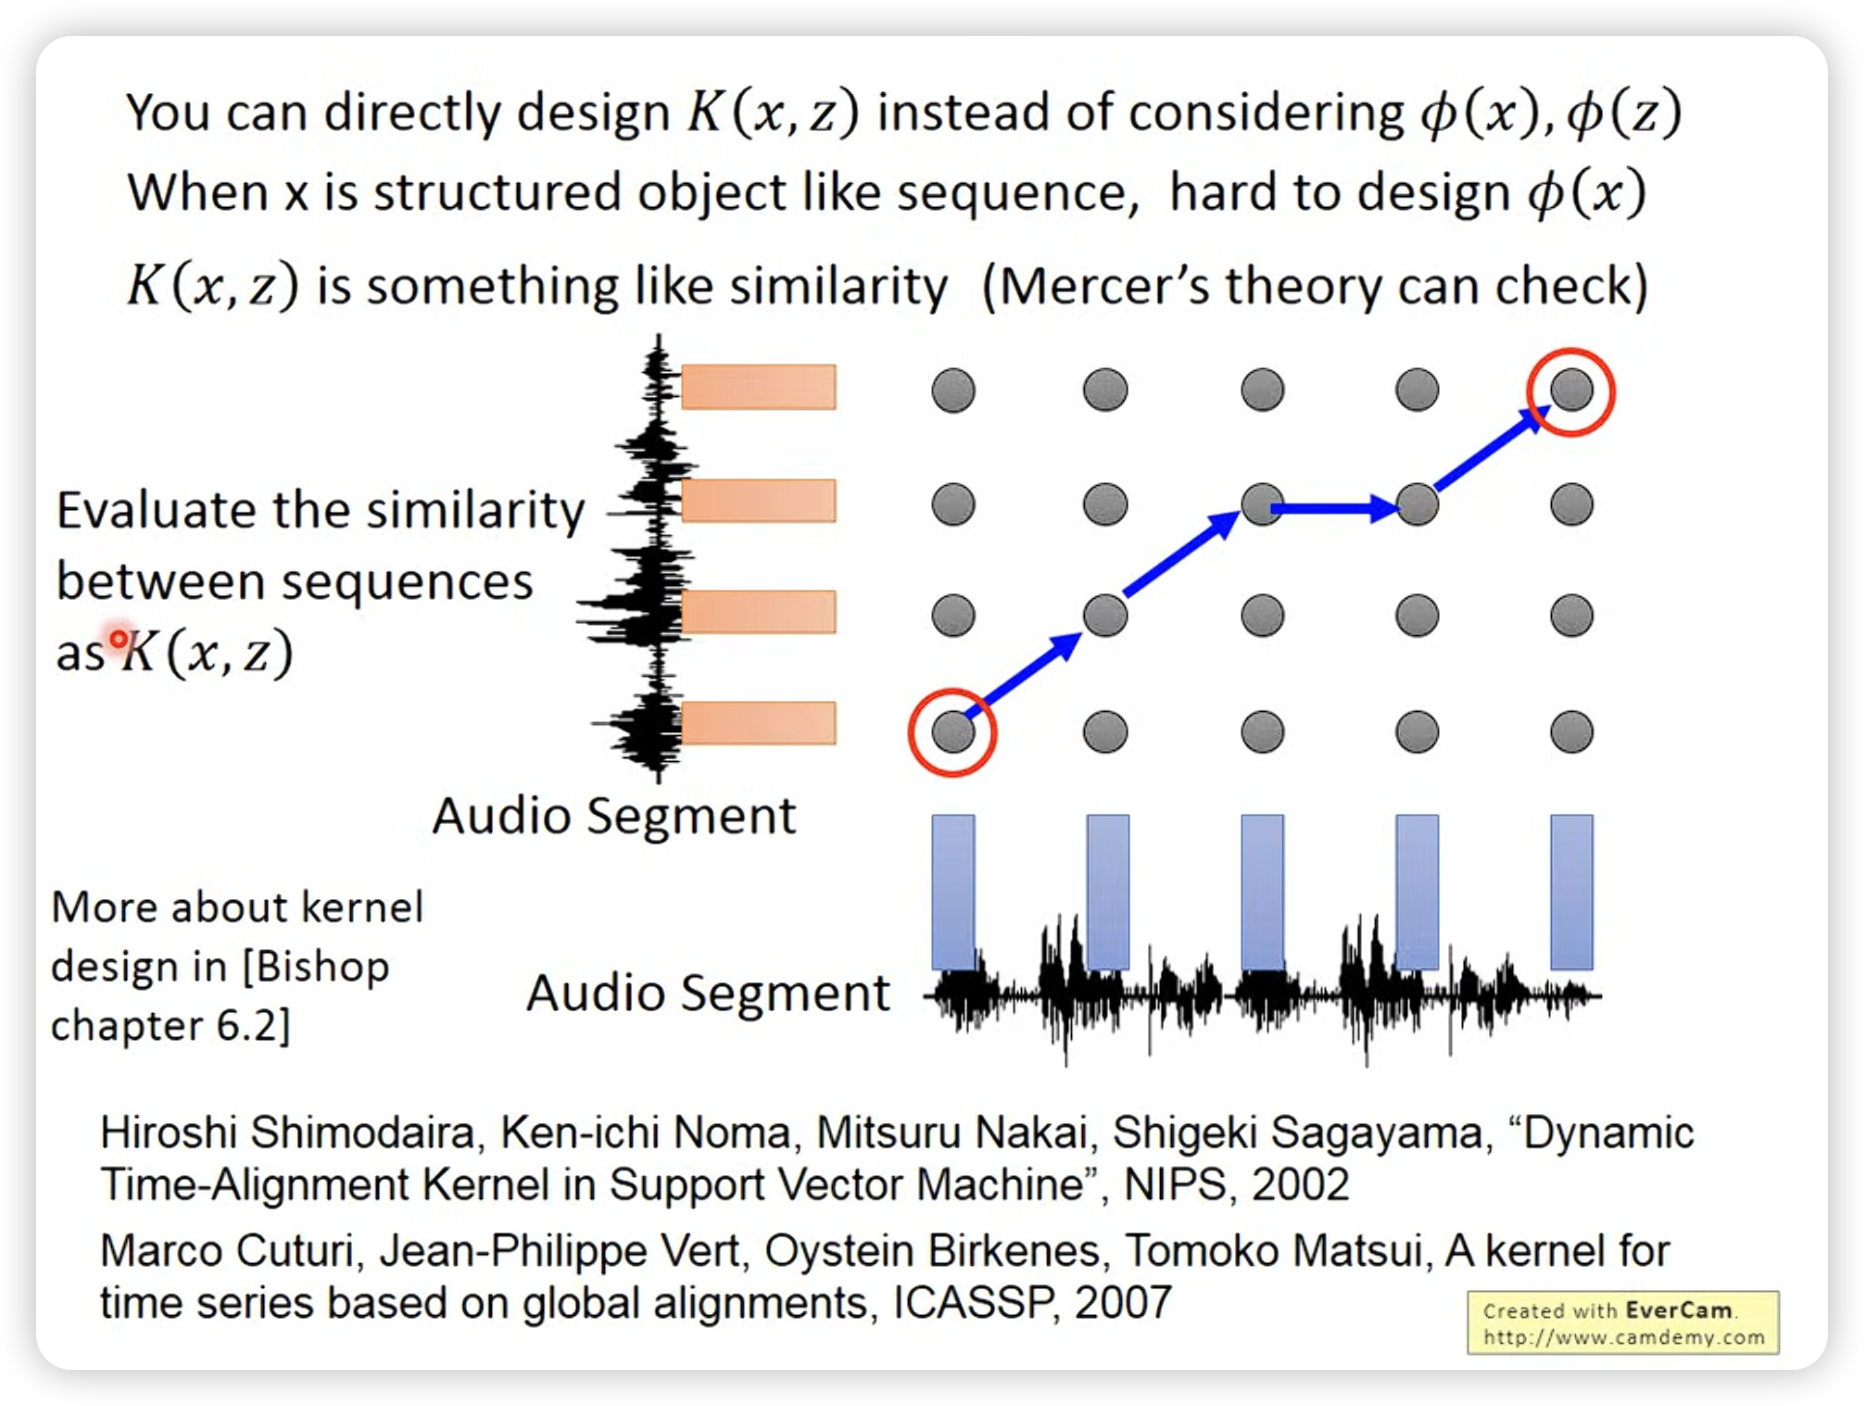 You can directly design K(x, z) instead of considering ϕ(x), ϕ(z)
When x is structured object like sequence, hard to design ϕ(x)
K(x, z) is something like similarity (Mercer's theory can check)
Evaluate the similarity
between sequences
as K(x, z)
Audio Segment
More about kernel
design in [Bishop
chapter 6.2]
Audio Segment
Hiroshi Shimodaira, Ken-ichi Noma, Mitsuru Nakai, Shigeki Sagayama, “Dynamic
Time-Alignment Kernel in Support Vector Machine”, NIPS, 2002
Marco Cuturi, Jean-Philippe Vert, Oystein Birkenes, Tomoko Matsui, A kernel for
time series based on global alignments, ICASSP, 2007
Created with EverCam.
http://www.camdemy.com